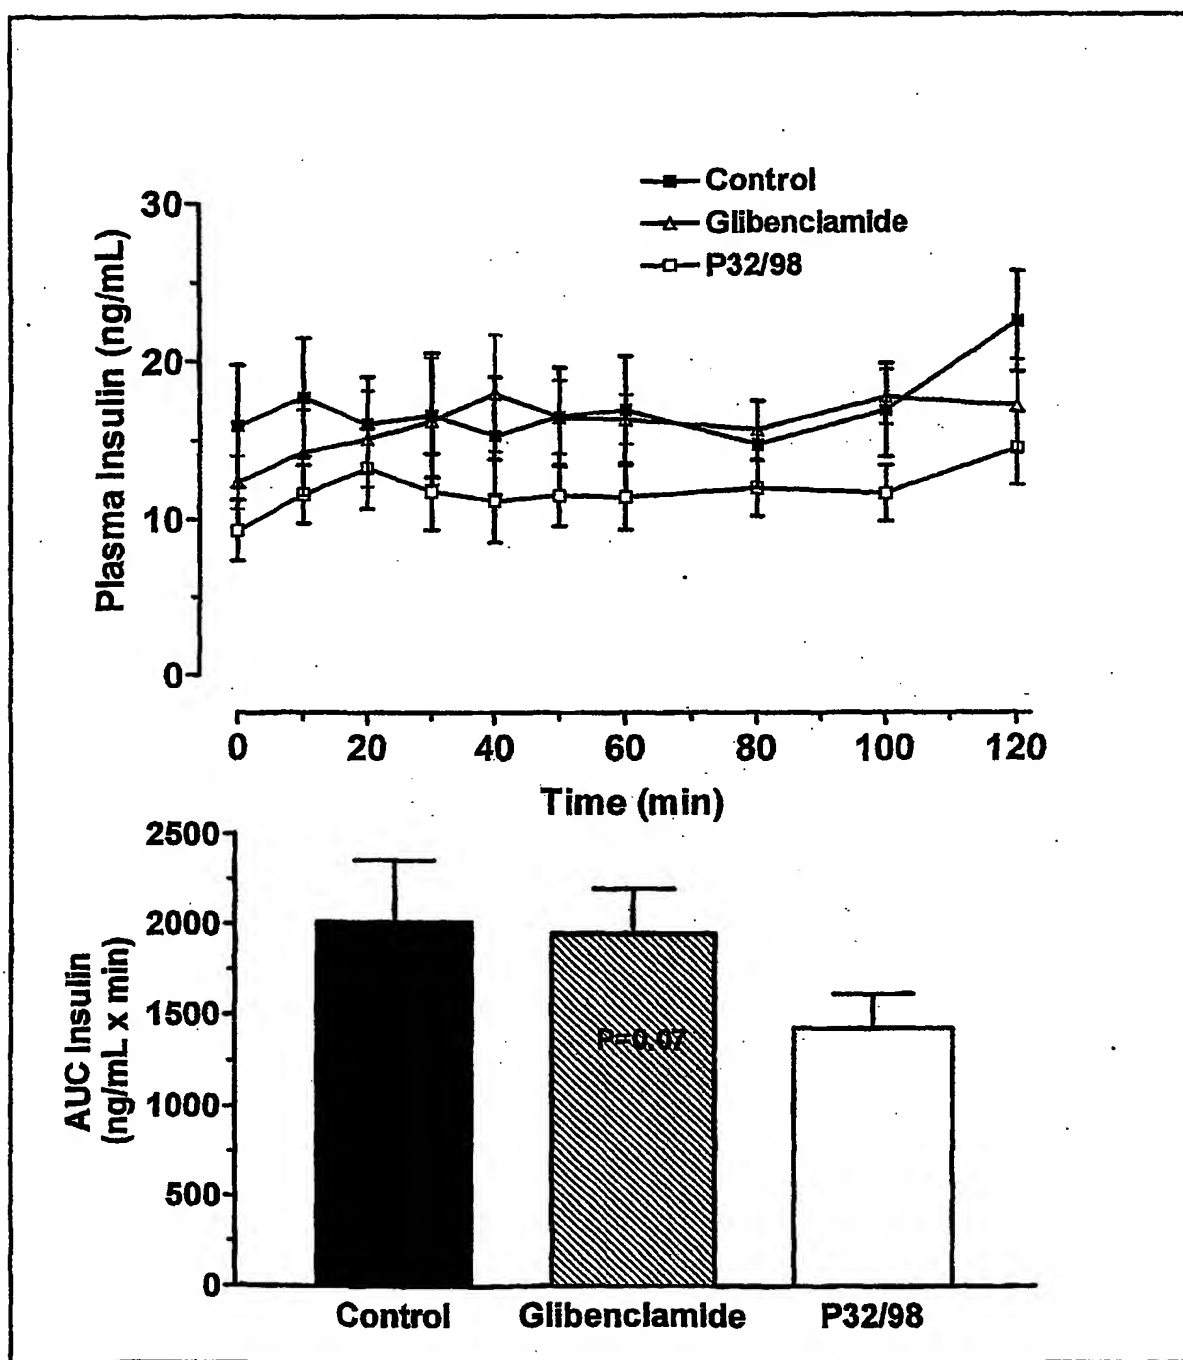 Control
Glibenclamide
P32/98
30
20
10
0
Plasma Insulin (ng/mL)
0 20 40 60 80 100 120
Time (min)
2500
2000
1500
1000
500
0
AUC Insulin
(ng/mL x min)
P=0.07
Control Glibenclamide P32/98